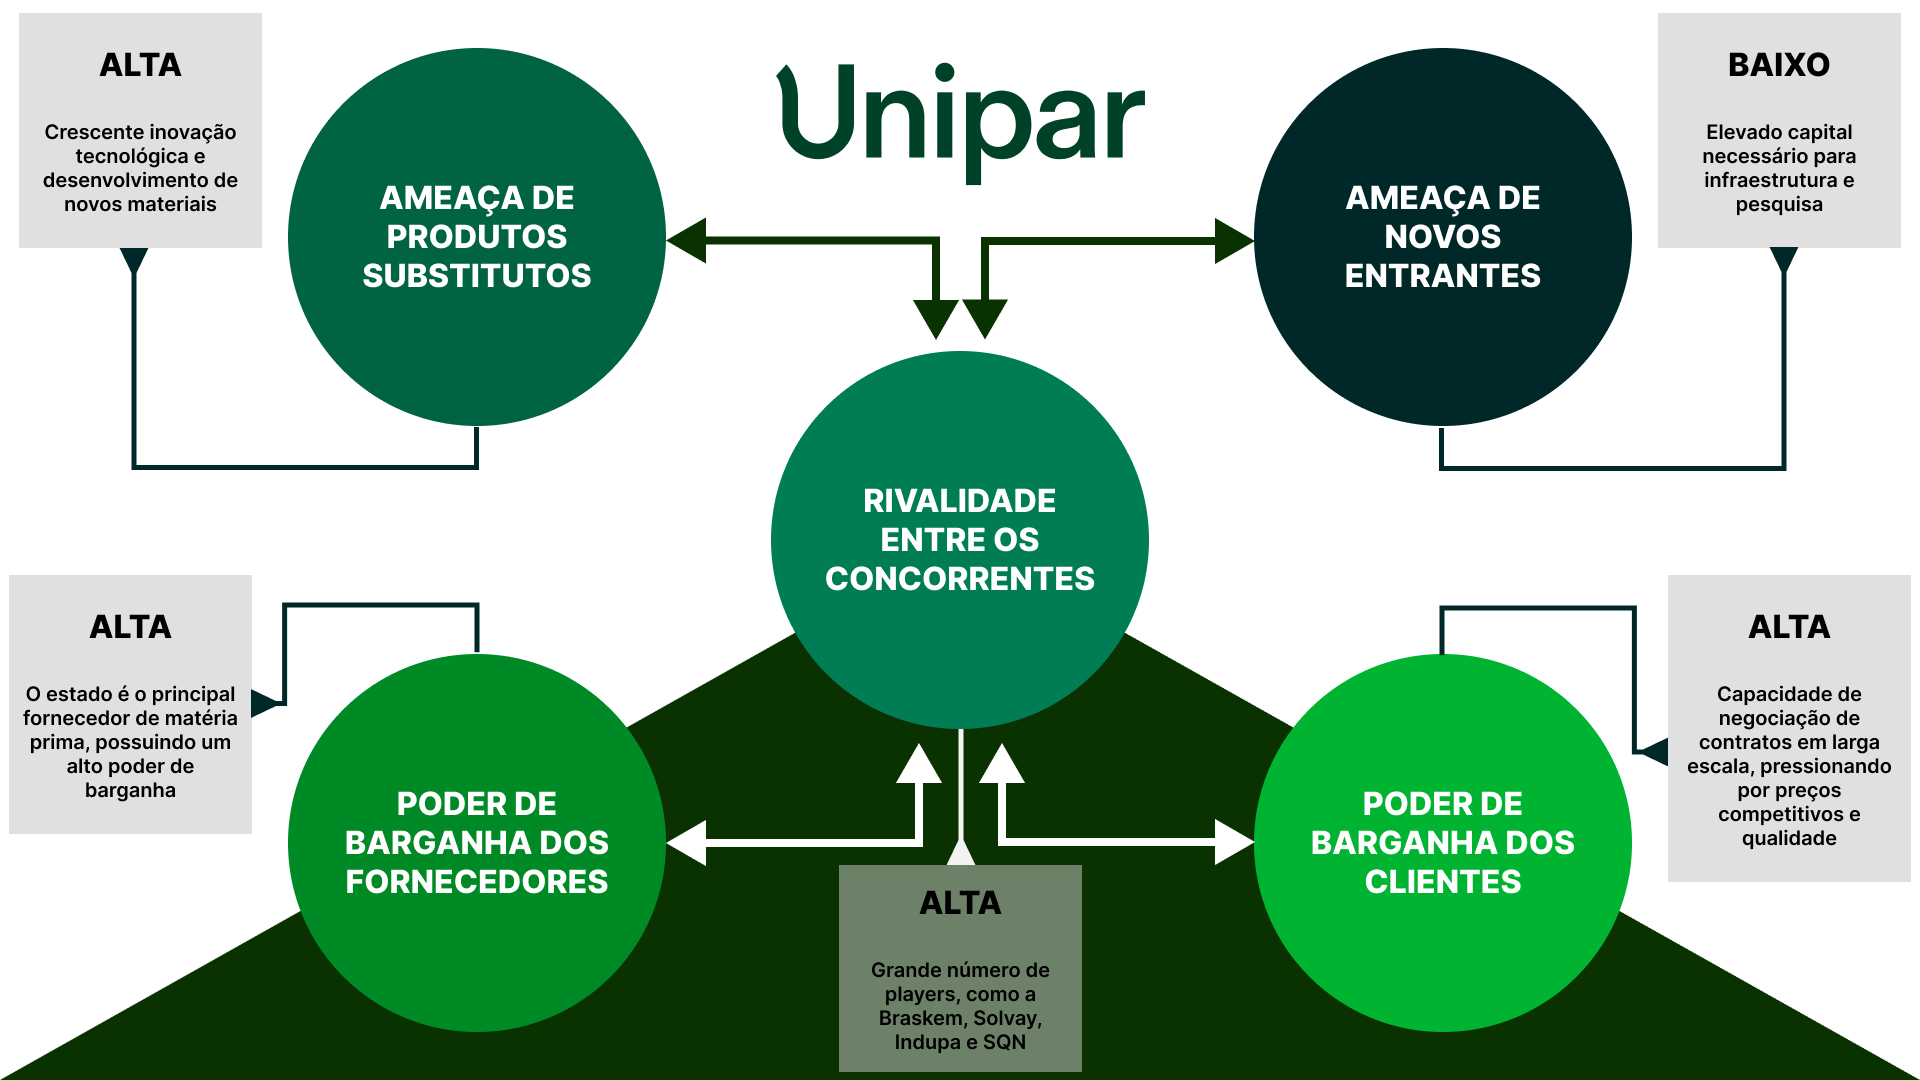 Unipar
ALTA
Crescente inovação
tecnológica e
desenvolvimento de
novos materiais
AMEAÇA DE
PRODUTOS
SUBSTITUTOS
AMEAÇA DE
NOVOS
ENTRANTES
BAIXO
Elevado capital
necessário para
infraestrutura e
pesquisa
RIVALIDADE
ENTRE OS
CONCORRENTES
ALTA
O estado é o principal
fornecedor de matéria
prima, possuindo um
alto poder de
barganha
PODER DE
BARGANHA DOS
FORNECEDORES
ALTA
Grande número de
players, como a
Braskem, Solvay,
Indupa e SQN
PODER DE
BARGANHA DOS
CLIENTES
ALTA
Capacidade de
negociação de
contratos em larga
escala, pressionando
por preços
competitivos e
qualidade